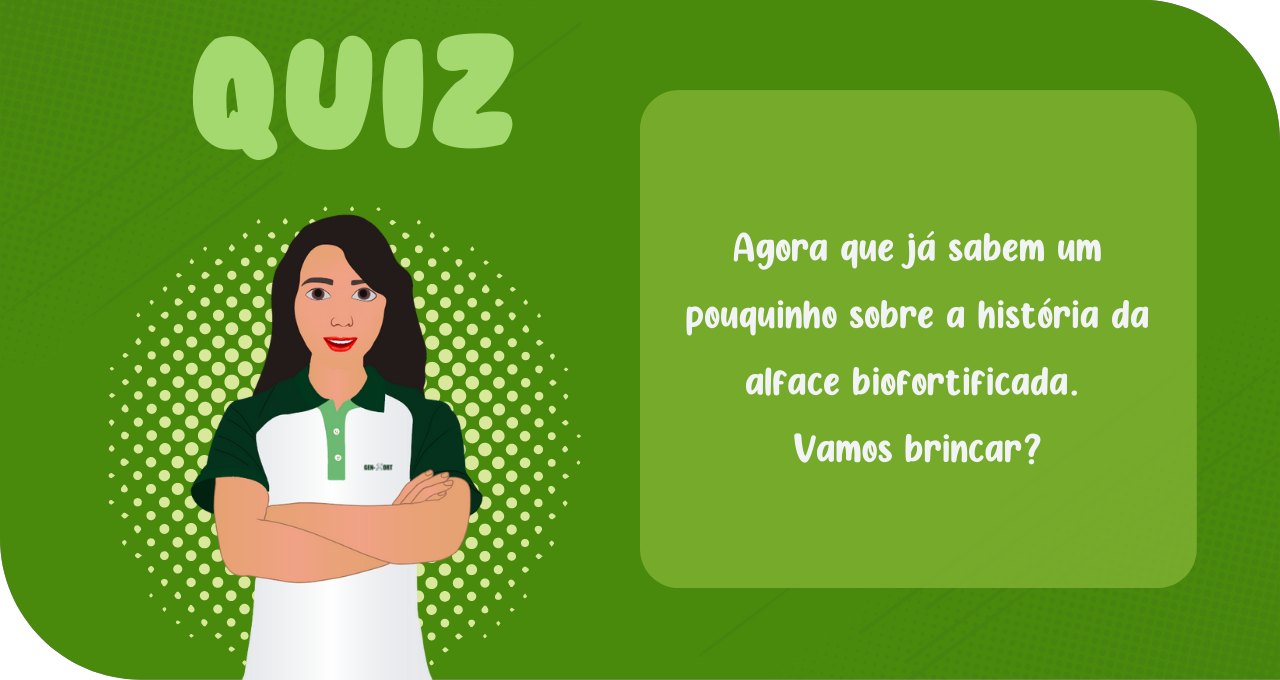 QUIZ
Agora que já sabem um
pouquinho sobre a história da
alface biofortificada.
Vamos brincar?